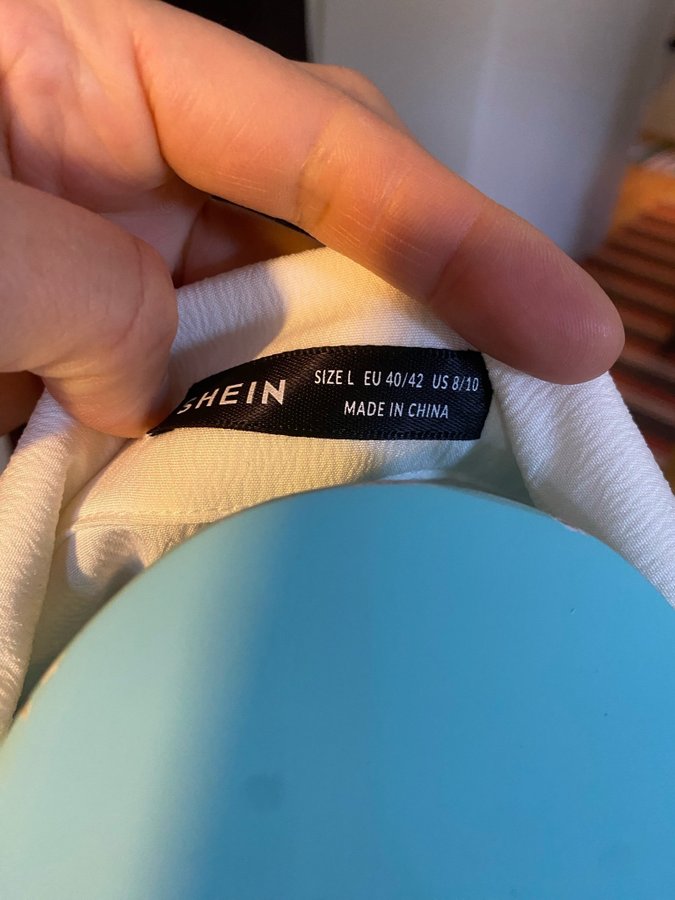 SHEIN
SIZE L EU 40/42 US 8/10
MADE IN CHINA